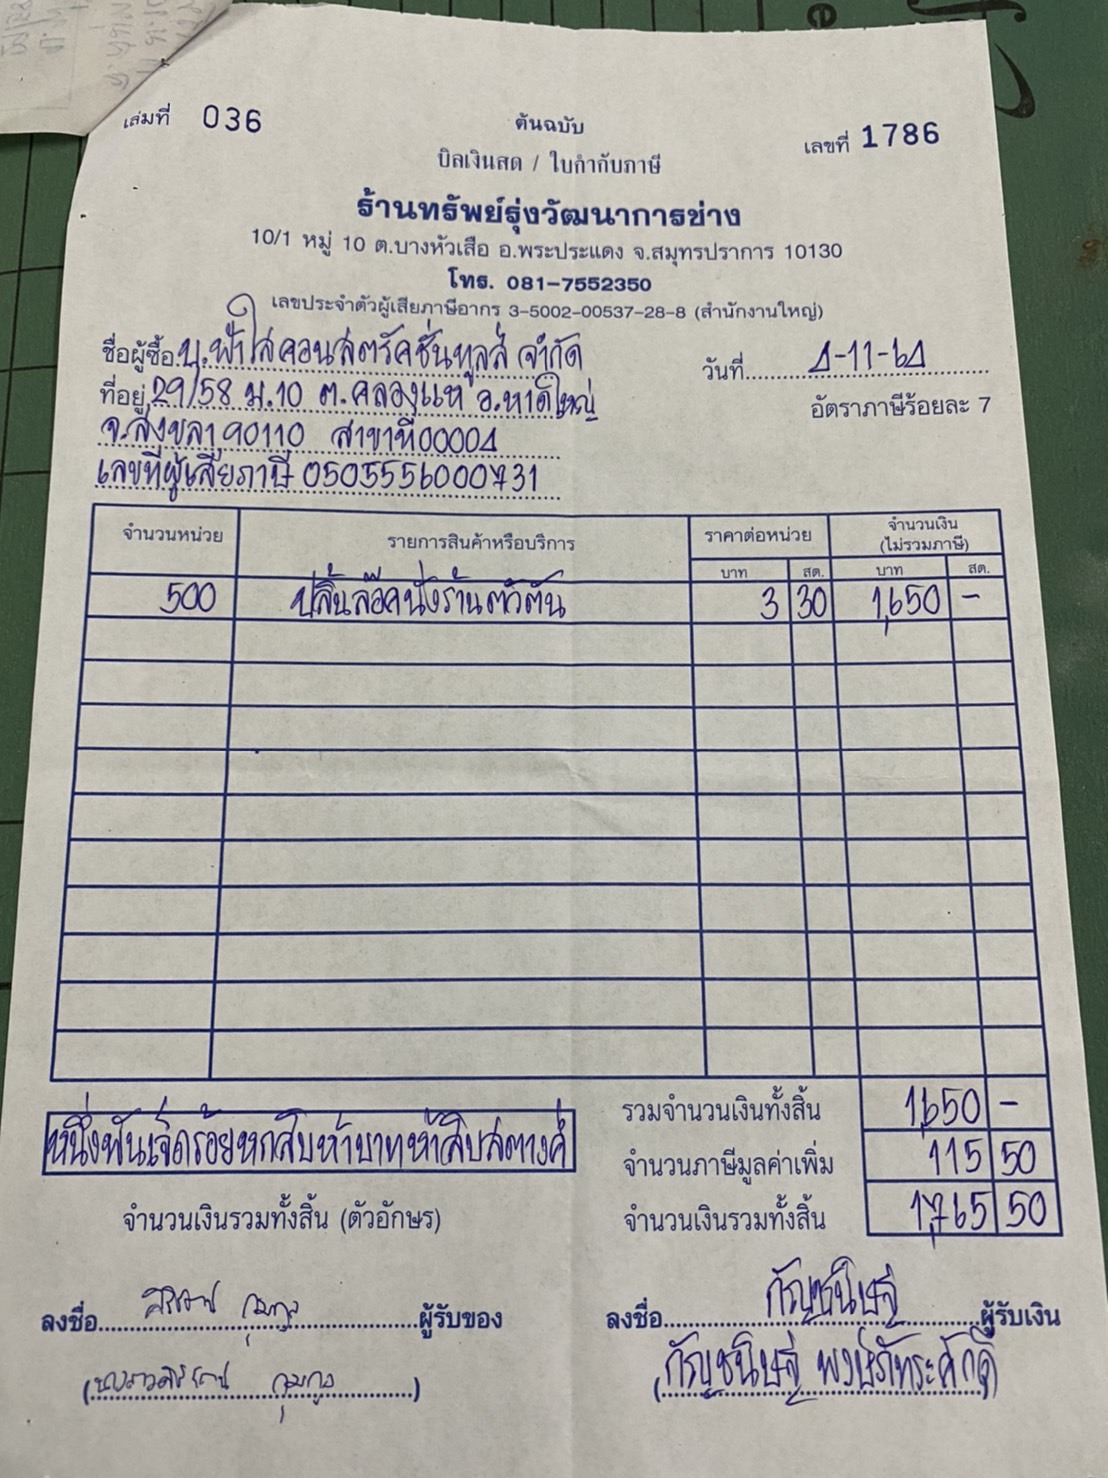 เล่มที่ 036
ต้นฉบับ
เลขที่ 1786
บิลเงินสด / ใบกำกับภาษี
ร้านทรัพย์รุ่งวัฒนาการช่าง
10/1 หมู่ 10 ต.บางหัวเสือ อ.พระประแดง จ.สมุทรปราการ 10130
โทร. 081-7552350
เลขประจำตัวผู้เสียภาษีอากร 3-5002-00537-28-8 (สำนักงานใหญ่)
ชื่อผู้ซื้อ บ.ฟ้าใสคอนสตรัคชั่นทูลส์ จำกัด
วันที่ 1-11-61
ที่อยู่ 29/58 ม.10 ต.คลองแห อ.หาดใหญ่
อัตราภาษีร้อยละ 7
จ.สงขลา 90110 สาขาที่ 00001
เลขที่ผู้เสียภาษี 0505556000731
จำนวนหน่วย รายการสินค้าหรือบริการ ราคาต่อหน่วย จำนวนเงิน
(ไม่รวมภาษี)
บาท สต. บาท สต.
500 ปลิ้นล๊อคนั่งร้านตัวตัน 3 30 1,650 -
รวมจำนวนเงินทั้งสิ้น 1,650 -
หนึ่งพันเจ็ดร้อยหกสิบห้าบาทห้าสิบสตางค์
จำนวนภาษีมูลค่าเพิ่ม 115 50
จำนวนเงินรวมทั้งสิ้น (ตัวอักษร)
จำนวนเงินรวมทั้งสิ้น 1,765 50
ลงชื่อ ผู้รับของ
ลงชื่อ กัญชนิษฐ์ ผู้รับเงิน
(กัญชนิษฐ์ พงษ์ภัทระศักดิ์)